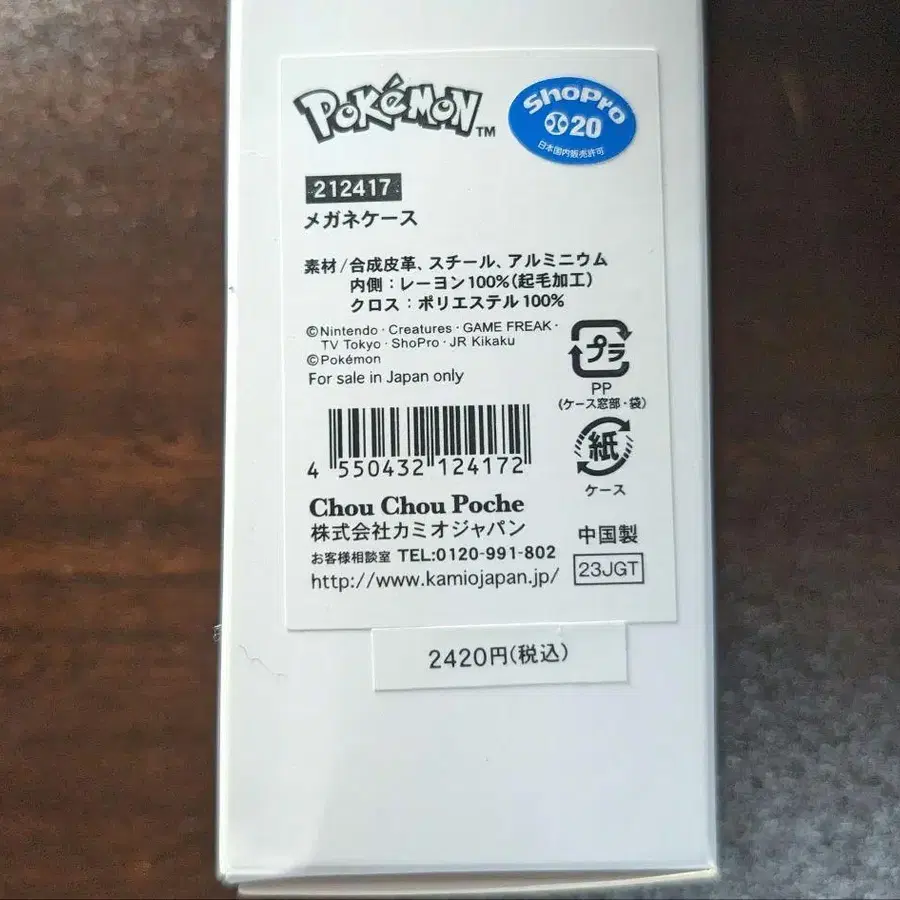 POKéMON™
ShoPro
20
日本国内販売許可
212417
メガネケース
素材/合成皮革、スチール、アルミニウム
内側：レーヨン100%(起毛加工)
クロス：ポリエステル100%
©Nintendo・Creatures・GAME FREAK・
TV Tokyo・ShoPro・JR Kikaku
©Pokémon
For sale in Japan only
プラ
PP
(ケース窓部・袋)
紙
ケース
4 550432 124172
Chou Chou Poche
株式会社カミオジャパン
お客様相談室 TEL:0120-991-802
http://www.kamiojapan.jp/
中国製
23JGT
2420円(税込)